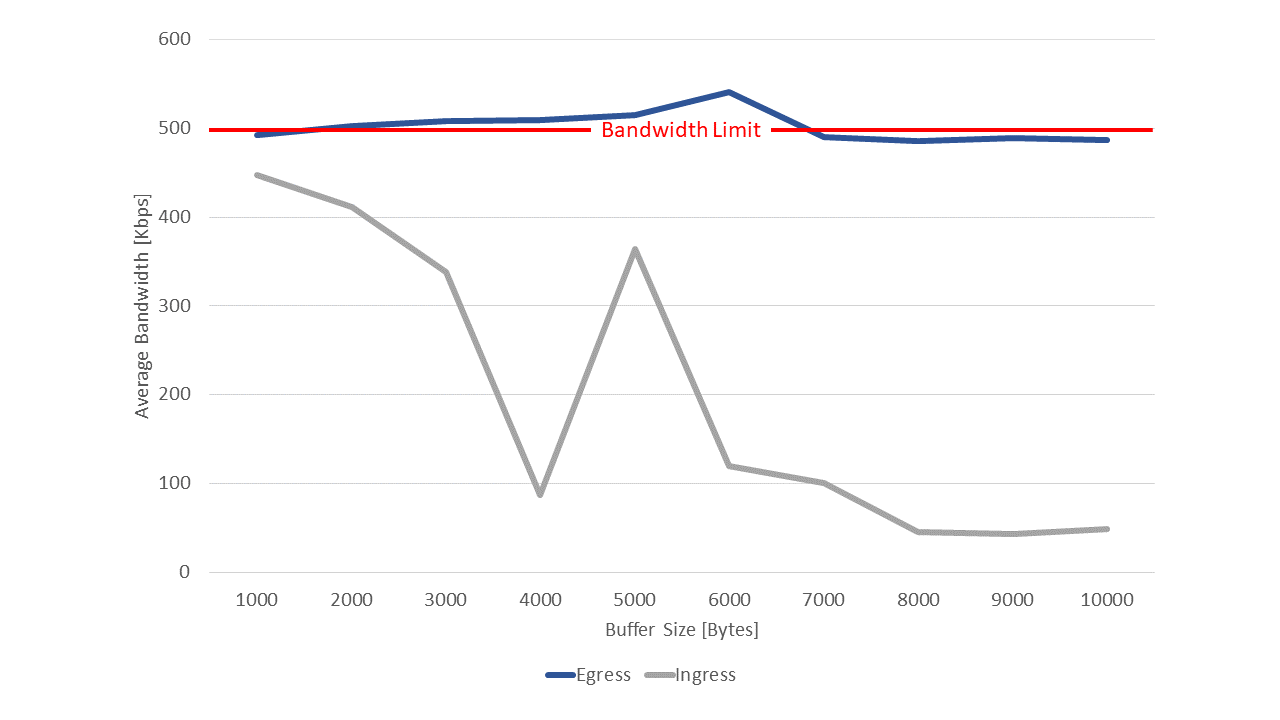 600
500
400
300
200
100
0
Bandwidth Limit
Average Bandwidth [Kbps]
1000 2000 3000 4000 5000 6000 7000 8000 9000 10000
Buffer Size [Bytes]
Egress Ingress